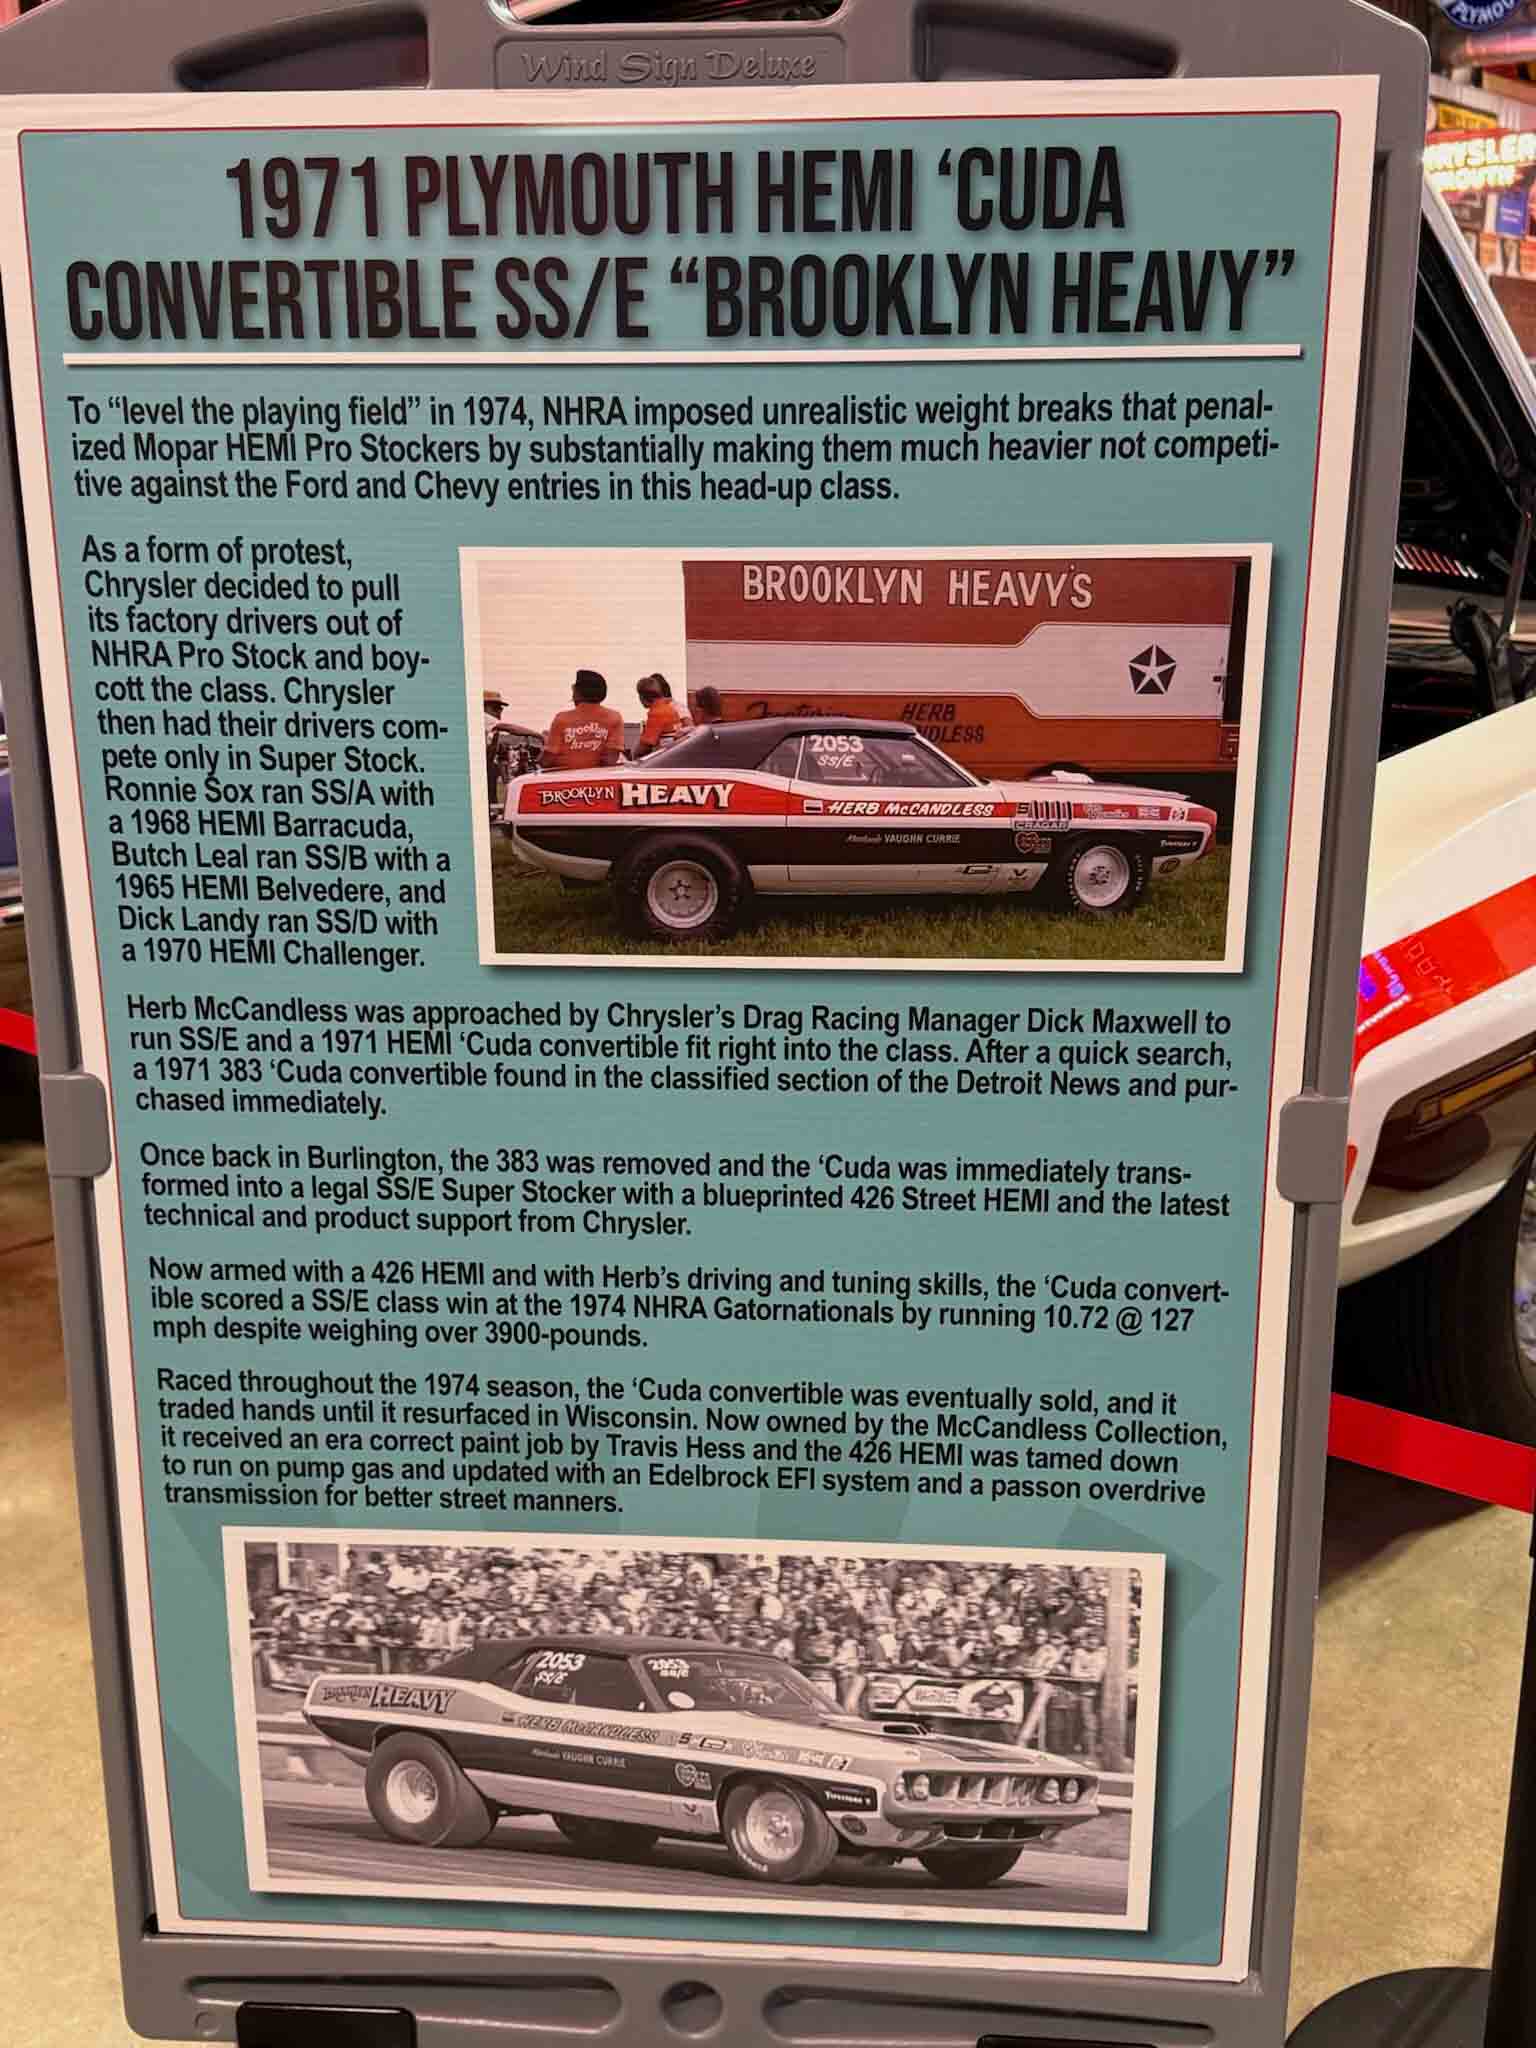 PLYMOU
Wind Sign Deluxe
RYSLER
1971 PLYMOUTH HEMI ‘CUDA
CONVERTIBLE SS/E “BROOKLYN HEAVY”
To “level the playing field” in 1974, NHRA imposed unrealistic weight breaks that penal-
ized Mopar HEMI Pro Stockers by substantially making them much heavier not competi-
tive against the Ford and Chevy entries in this head-up class.
As a form of protest,
Chrysler decided to pull
its factory drivers out of
NHRA Pro Stock and boy-
cott the class. Chrysler
then had their drivers com-
pete only in Super Stock.
Ronnie Sox ran SS/A with
a 1968 HEMI Barracuda,
Butch Leal ran SS/B with a
1965 HEMI Belvedere, and
Dick Landy ran SS/D with
a 1970 HEMI Challenger.
BROOKLYN HEAVY'S
Featuring HERB
NDLESS
Brooklyn
heavy
2053
SS/E
BROOKLYN HEAVY
HERB McCANDLESS
CRAGAR
VAUGHN CURRIE
Firestone
Herb McCandless was approached by Chrysler’s Drag Racing Manager Dick Maxwell to
run SS/E and a 1971 HEMI ‘Cuda convertible fit right into the class. After a quick search,
a 1971 383 ‘Cuda convertible found in the classified section of the Detroit News and pur-
chased immediately.
Once back in Burlington, the 383 was removed and the ‘Cuda was immediately trans-
formed into a legal SS/E Super Stocker with a blueprinted 426 Street HEMI and the latest
technical and product support from Chrysler.
Now armed with a 426 HEMI and with Herb’s driving and tuning skills, the ‘Cuda convert-
ible scored a SS/E class win at the 1974 NHRA Gatornationals by running 10.72 @ 127
mph despite weighing over 3900-pounds.
Raced throughout the 1974 season, the ‘Cuda convertible was eventually sold, and it
traded hands until it resurfaced in Wisconsin. Now owned by the McCandless Collection,
it received an era correct paint job by Travis Hess and the 426 HEMI was tamed down
to run on pump gas and updated with an Edelbrock EFI system and a passon overdrive
transmission for better street manners.
2053
SS/E
2053
SS/E
BROOKLYN HEAVY
HERB McCANDLESS
VAUGHN CURRIE
Firestone